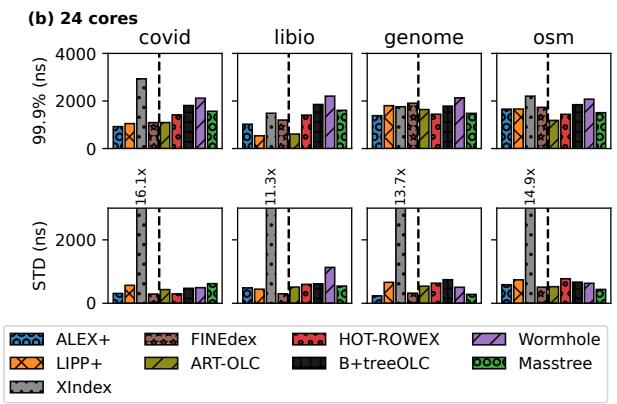 (b) 24 cores
covid libio genome osm
99.9% (ns)
4000
2000
0
16.1x 11.3x 13.7x 14.9x
STD (ns)
2000
0
ALEX+ FINEdex HOT-ROWEX Wormhole
LIPP+ ART-OLC B+treeOLC Masstree
XIndex